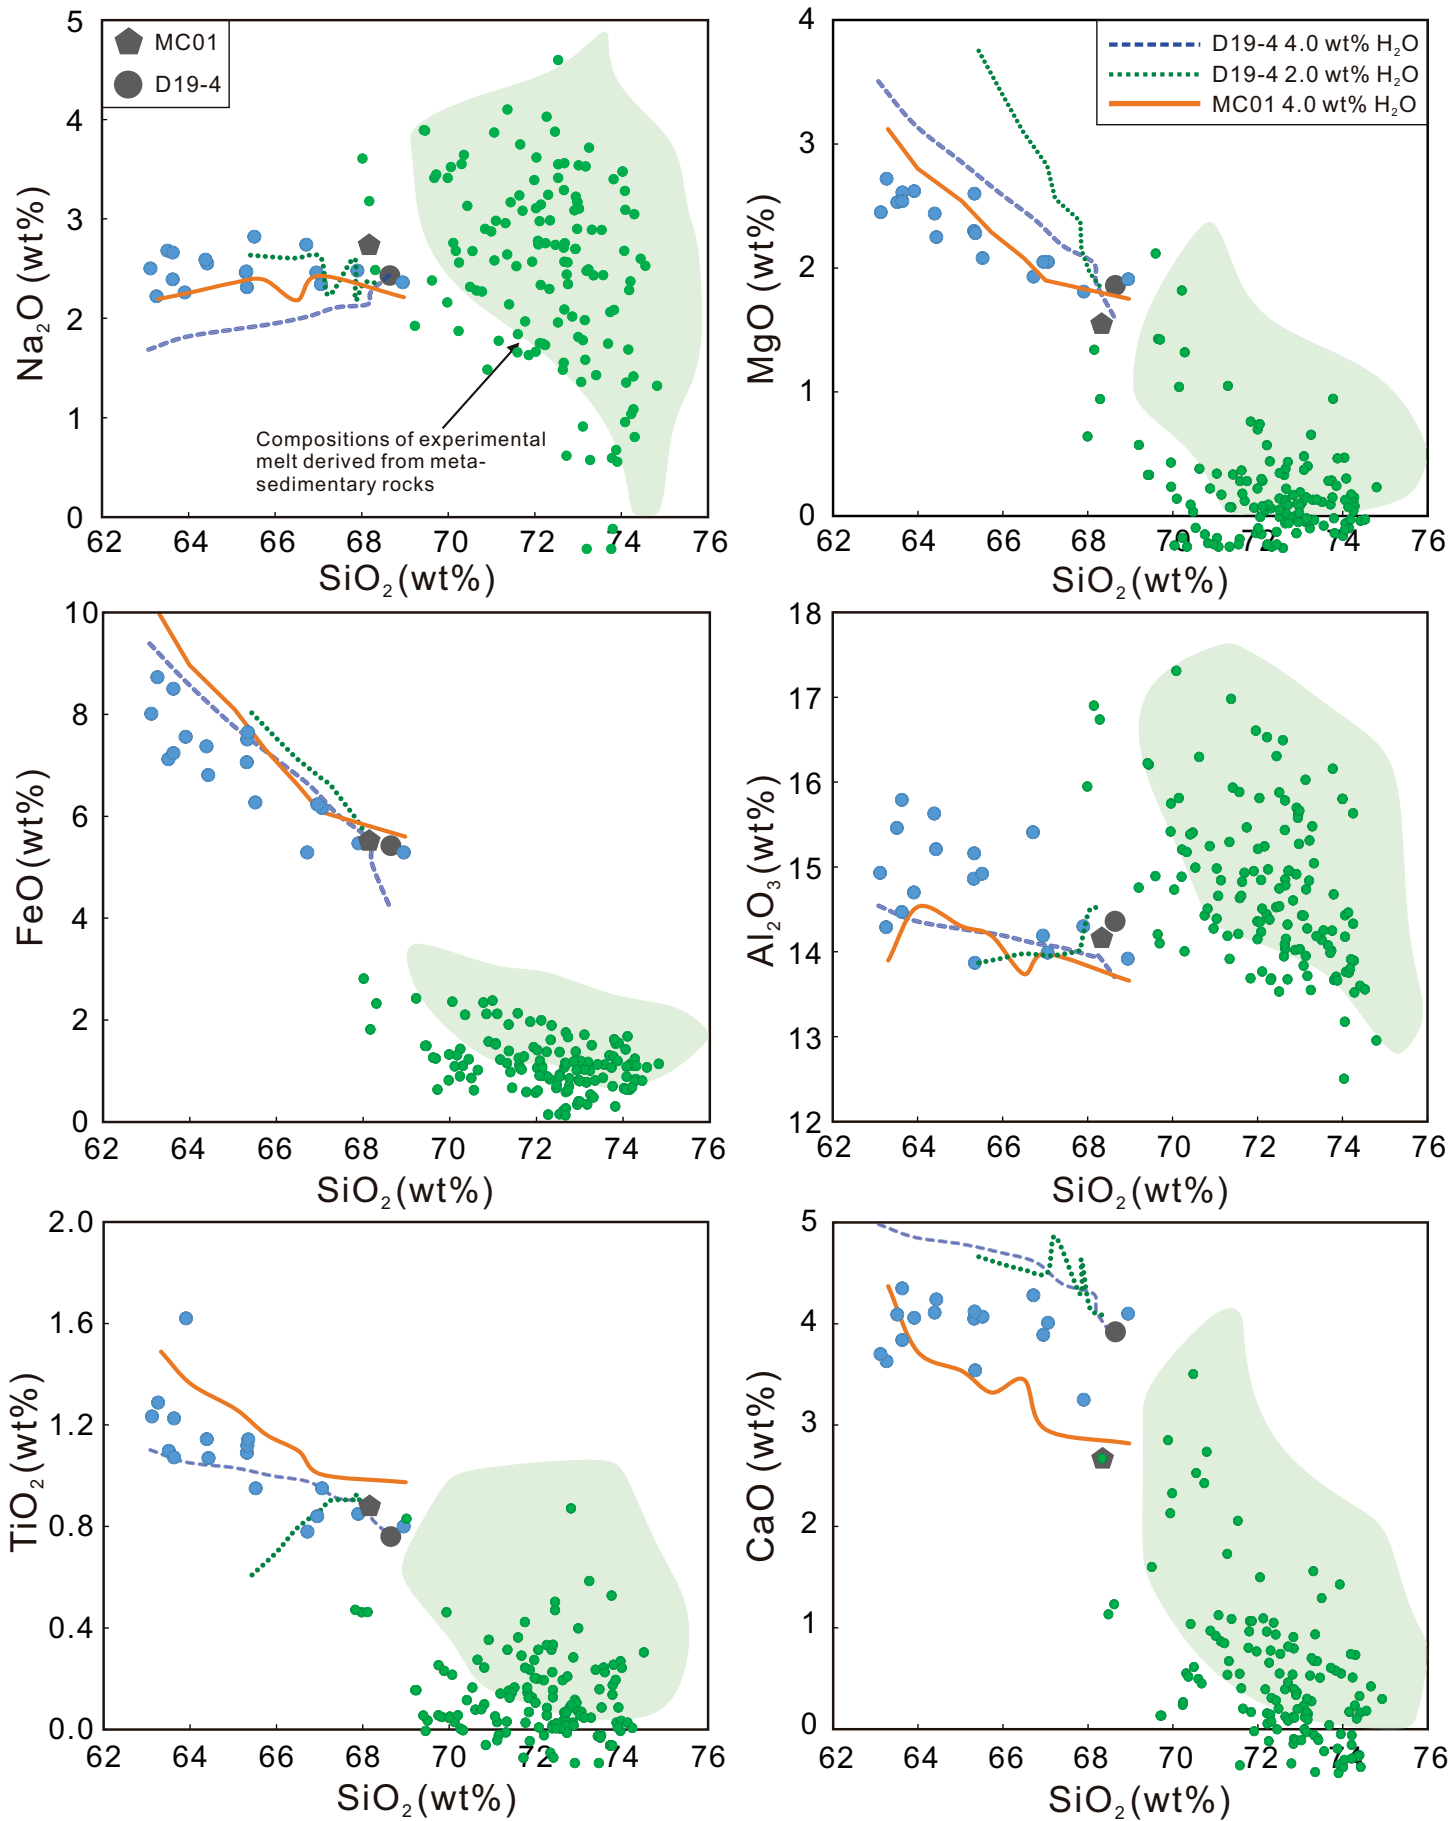 5
4
3
2
1
0
Na₂O (wt%)
MC01
D19-4
Compositions of experimental
melt derived from meta-
sedimentary rocks
62 64 66 68 70 72 74 76
SiO₂ (wt%)
4
3
2
1
0
MgO (wt%)
D19-4 4.0 wt% H₂O
D19-4 2.0 wt% H₂O
MC01 4.0 wt% H₂O
62 64 66 68 70 72 74 76
SiO₂ (wt%)
10
8
6
4
2
0
FeO (wt%)
62 64 66 68 70 72 74 76
SiO₂ (wt%)
18
17
16
15
14
13
12
Al₂O₃ (wt%)
62 64 66 68 70 72 74 76
SiO₂ (wt%)
2.0
1.6
1.2
0.8
0.4
0.0
TiO₂ (wt%)
62 64 66 68 70 72 74 76
SiO₂ (wt%)
5
4
3
2
1
0
CaO (wt%)
62 64 66 68 70 72 74 76
SiO₂ (wt%)